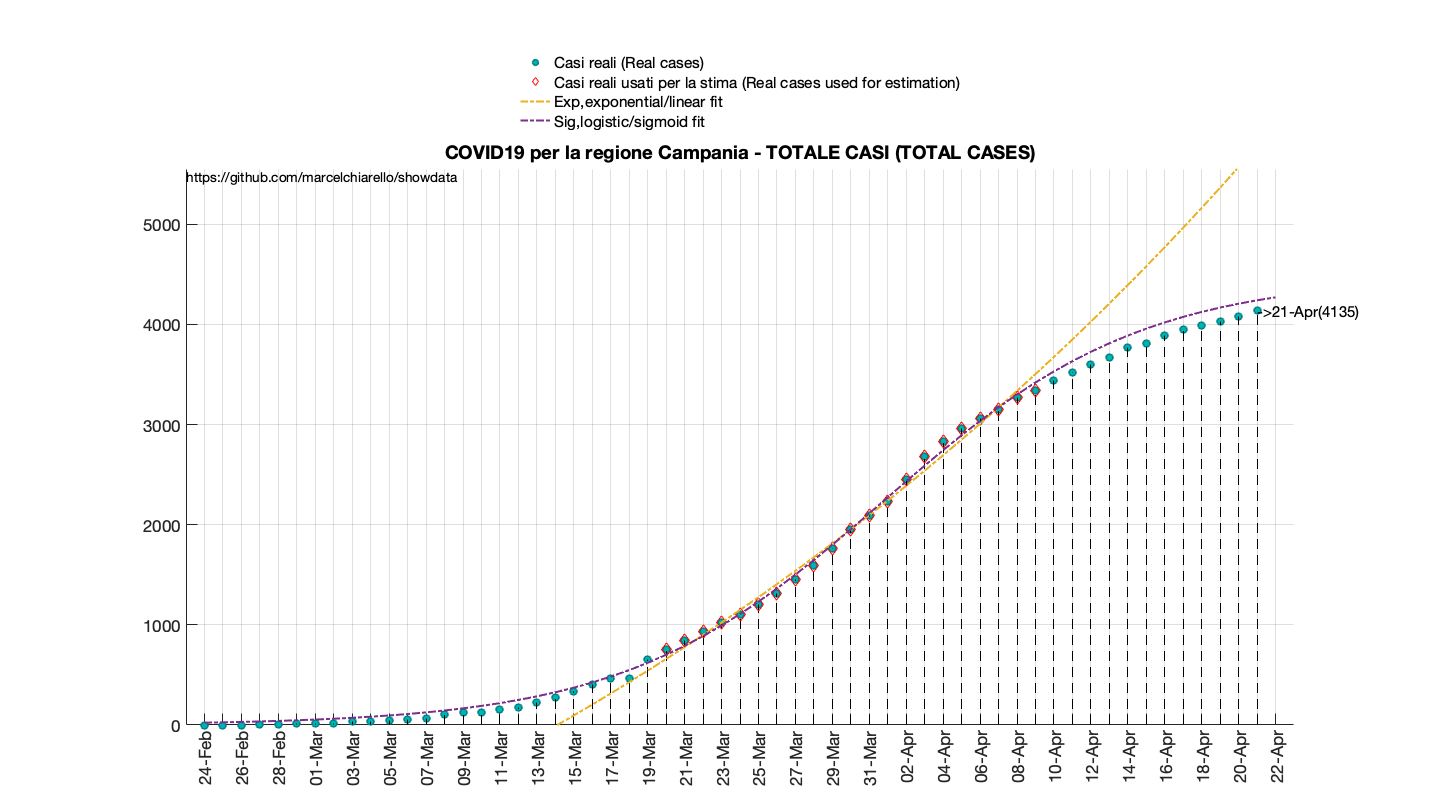 Casi reali (Real cases)
Casi reali usati per la stima (Real cases used for estimation)
Exp,exponential/linear fit
Sig,logistic/sigmoid fit
COVID19 per la regione Campania - TOTALE CASI (TOTAL CASES)
https://github.com/marcelchiarello/showdata
5000
4000
3000
2000
1000
0
->21-Apr(4135)
24-Feb
26-Feb
28-Feb
01-Mar
03-Mar
05-Mar
07-Mar
09-Mar
11-Mar
13-Mar
15-Mar
17-Mar
19-Mar
21-Mar
23-Mar
25-Mar
27-Mar
29-Mar
31-Mar
02-Apr
04-Apr
06-Apr
08-Apr
10-Apr
12-Apr
14-Apr
16-Apr
18-Apr
20-Apr
22-Apr